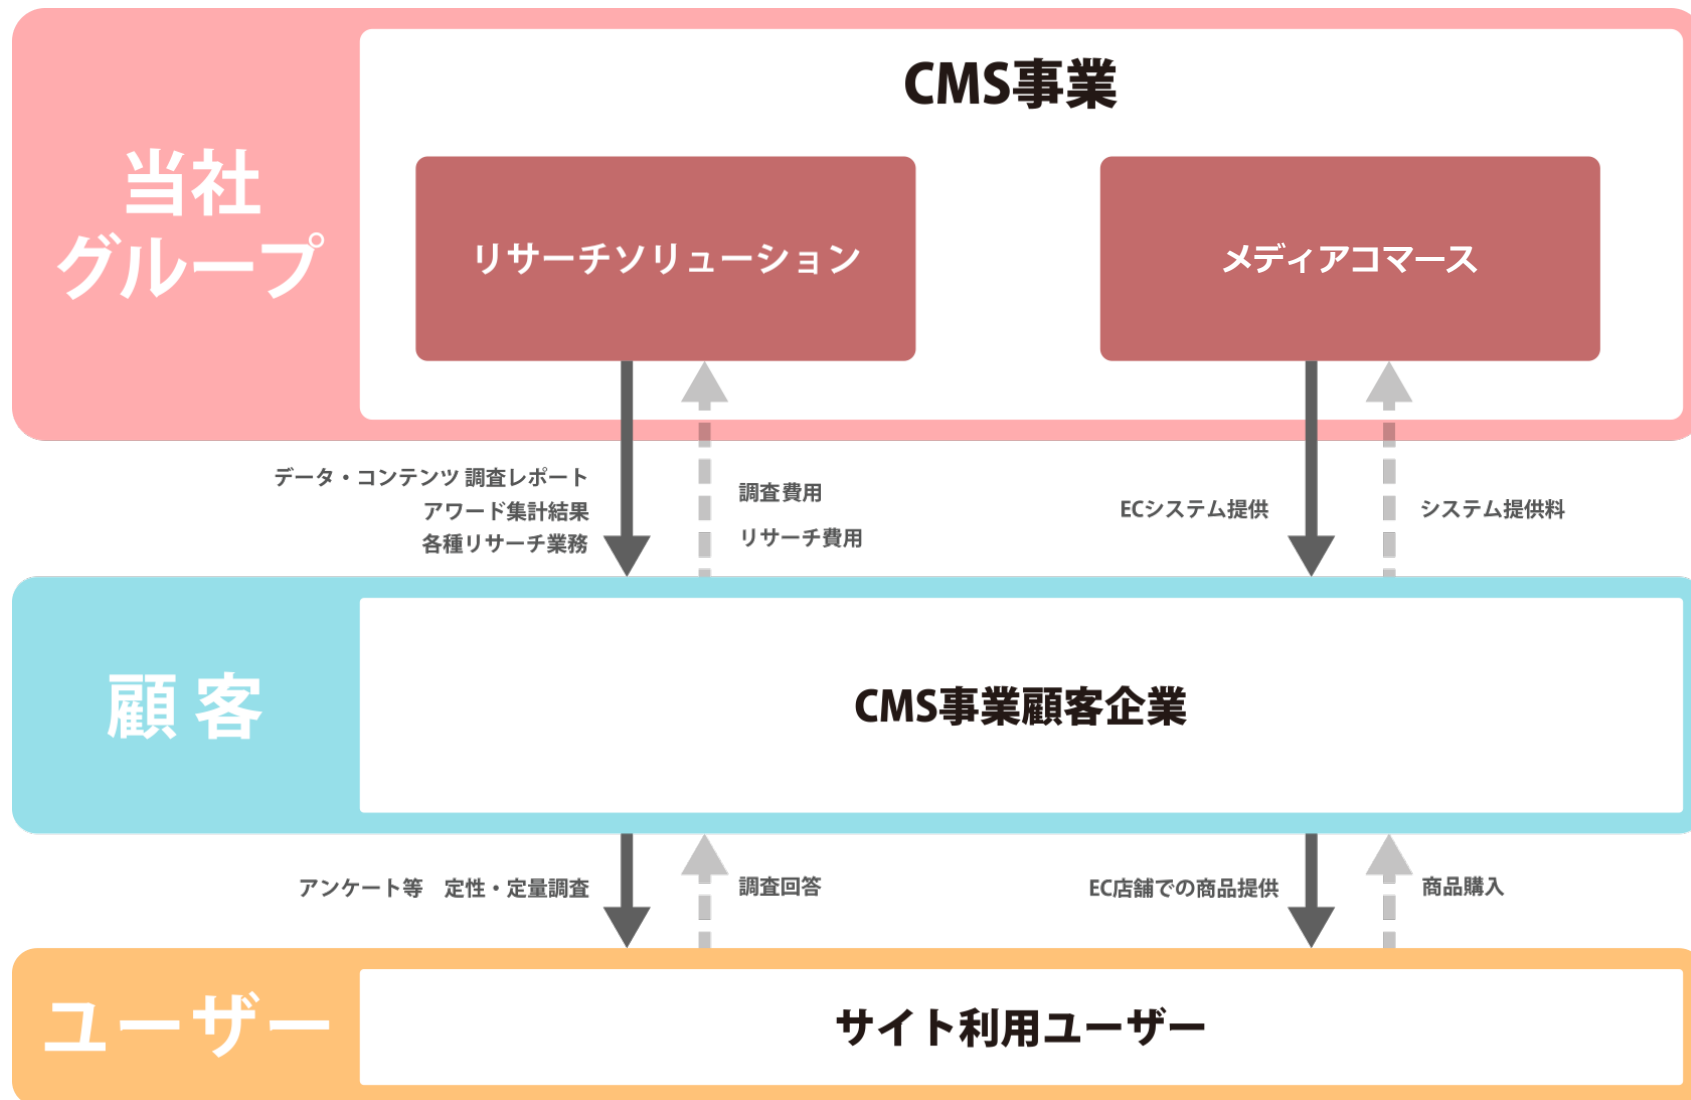 当社
グループ
CMS事業
リサーチソリューション
メディアコマース
データ・コンテンツ 調査レポート
アワード集計結果
各種リサーチ業務
調査費用
リサーチ費用
ECシステム提供
システム提供料
顧 客
CMS事業顧客企業
アンケート等　定性・定量調査
調査回答
EC店舗での商品提供
商品購入
ユーザー
サイト利用ユーザー